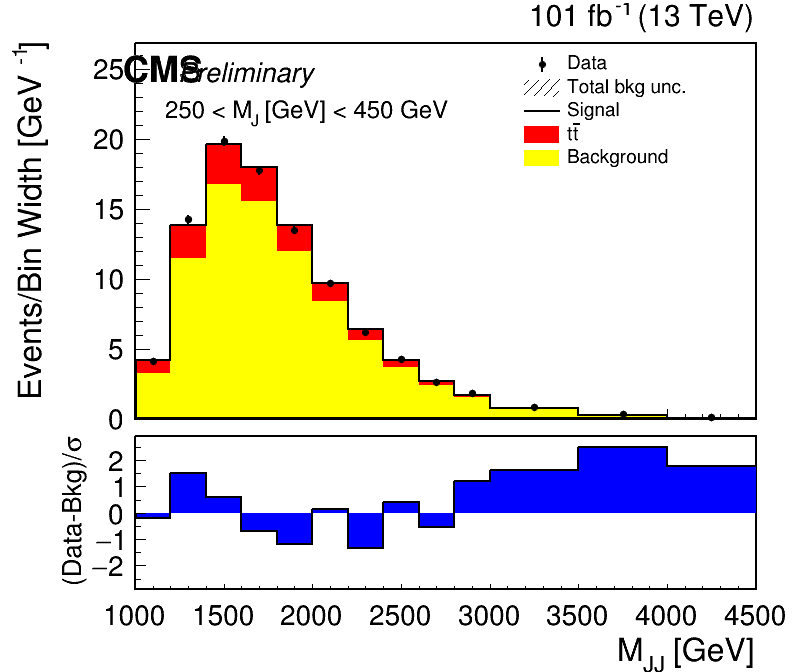 101 fb⁻¹ (13 TeV)
CMS Preliminary
250 < M_J [GeV] < 450 GeV
Data
Total bkg unc.
Signal
tt̄
Background
Events/Bin Width [GeV⁻¹]
25
20
15
10
5
0
(Data-Bkg)/σ
2
1
0
−1
−2
1000 1500 2000 2500 3000 3500 4000 4500
M_JJ [GeV]